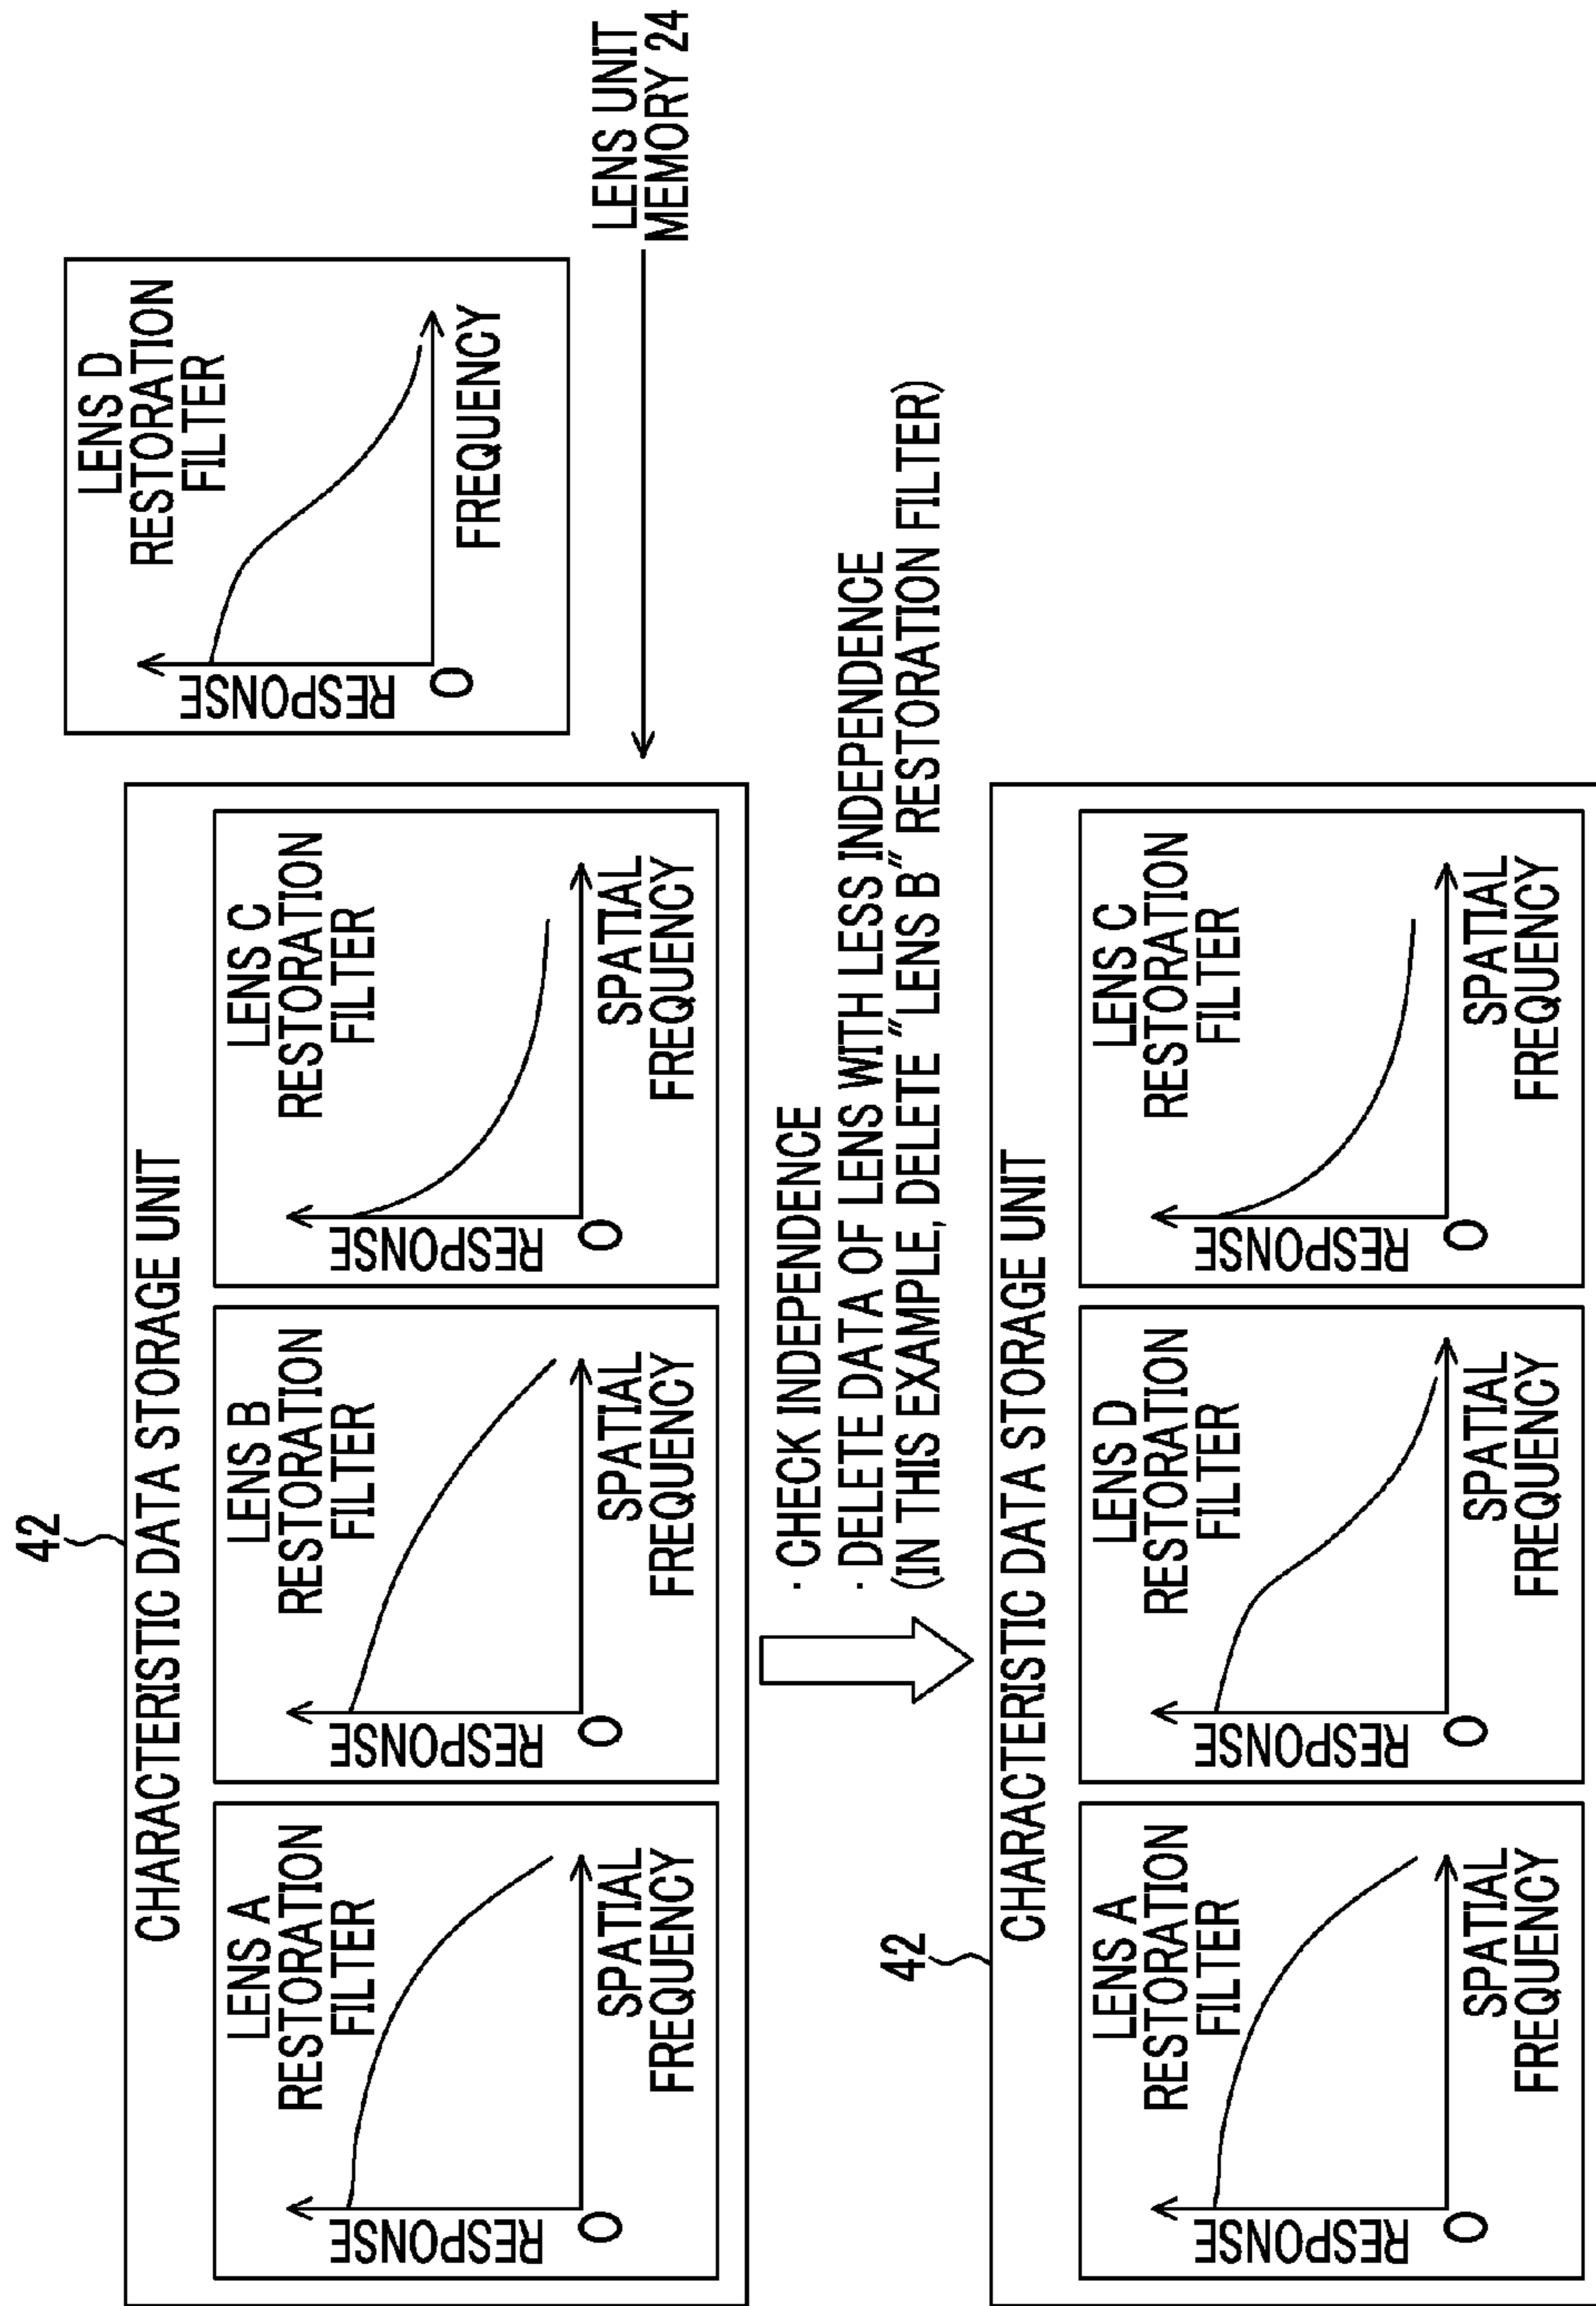 42
CHARACTERISTIC DATA STORAGE UNIT
LENS A
RESTORATION
FILTER
RESPONSE
0
SPATIAL
FREQUENCY
LENS B
RESTORATION
FILTER
RESPONSE
0
SPATIAL
FREQUENCY
LENS C
RESTORATION
FILTER
RESPONSE
0
SPATIAL
FREQUENCY
LENS D
RESTORATION
FILTER
RESPONSE
0
FREQUENCY
LENS UNIT
MEMORY 24
· CHECK INDEPENDENCE
· DELETE DATA OF LENS WITH LESS INDEPENDENCE
(IN THIS EXAMPLE, DELETE "LENS B" RESTORATION FILTER)
42
CHARACTERISTIC DATA STORAGE UNIT
LENS A
RESTORATION
FILTER
RESPONSE
0
SPATIAL
FREQUENCY
LENS D
RESTORATION
FILTER
RESPONSE
0
SPATIAL
FREQUENCY
LENS C
RESTORATION
FILTER
RESPONSE
0
SPATIAL
FREQUENCY